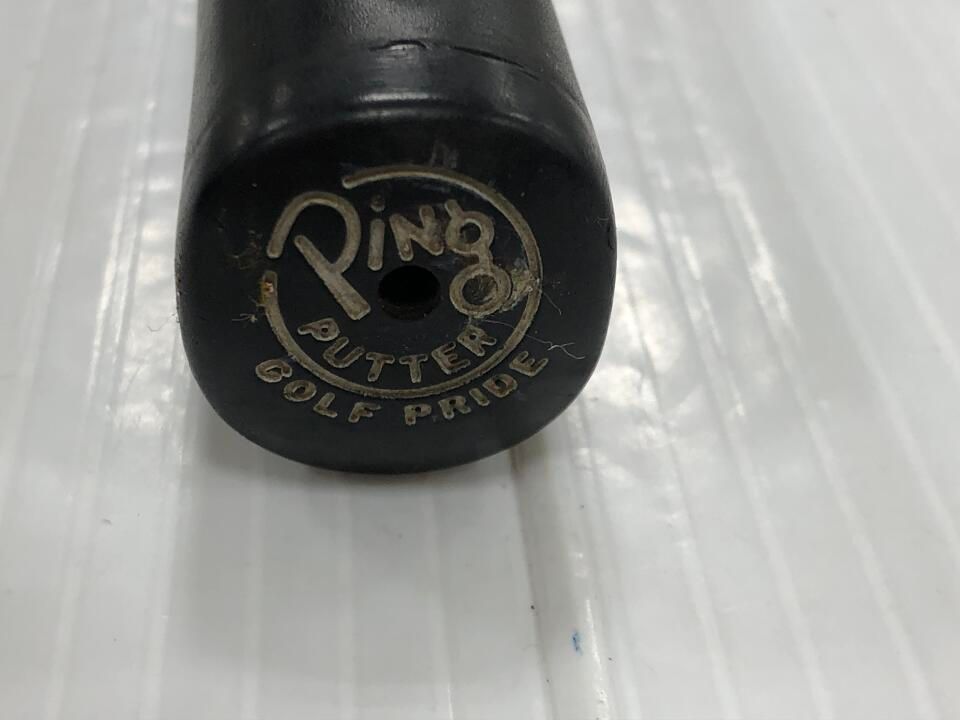 Ping
PUTTER
GOLF PRIDE